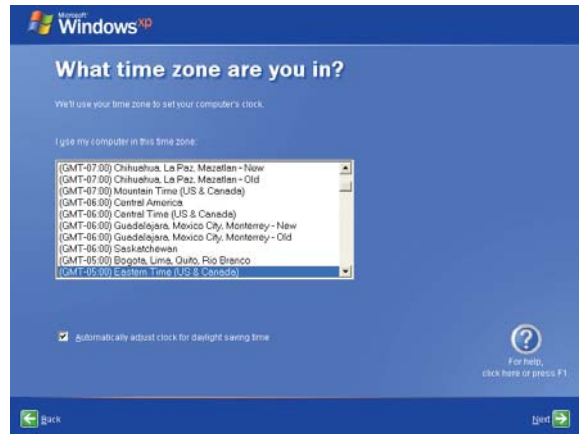 Microsoft
Windows xp
What time zone are you in?
We'll use your time zone to set your computer's clock.
I use my computer in this time zone:
(GMT-07:00) Chihuahua, La Paz, Mazatlan - New
(GMT-07:00) Chihuahua, La Paz, Mazatlan - Old
(GMT-07:00) Mountain Time (US & Canada)
(GMT-06:00) Central America
(GMT-06:00) Central Time (US & Canada)
(GMT-06:00) Guadalajara, Mexico City, Monterrey - New
(GMT-06:00) Guadalajara, Mexico City, Monterrey - Old
(GMT-06:00) Saskatchewan
(GMT-05:00) Bogota, Lima, Quito, Rio Branco
(GMT-05:00) Eastern Time (US & Canada)
Automatically adjust clock for daylight saving time
?
For help,
click here or press F1.
Back
Next